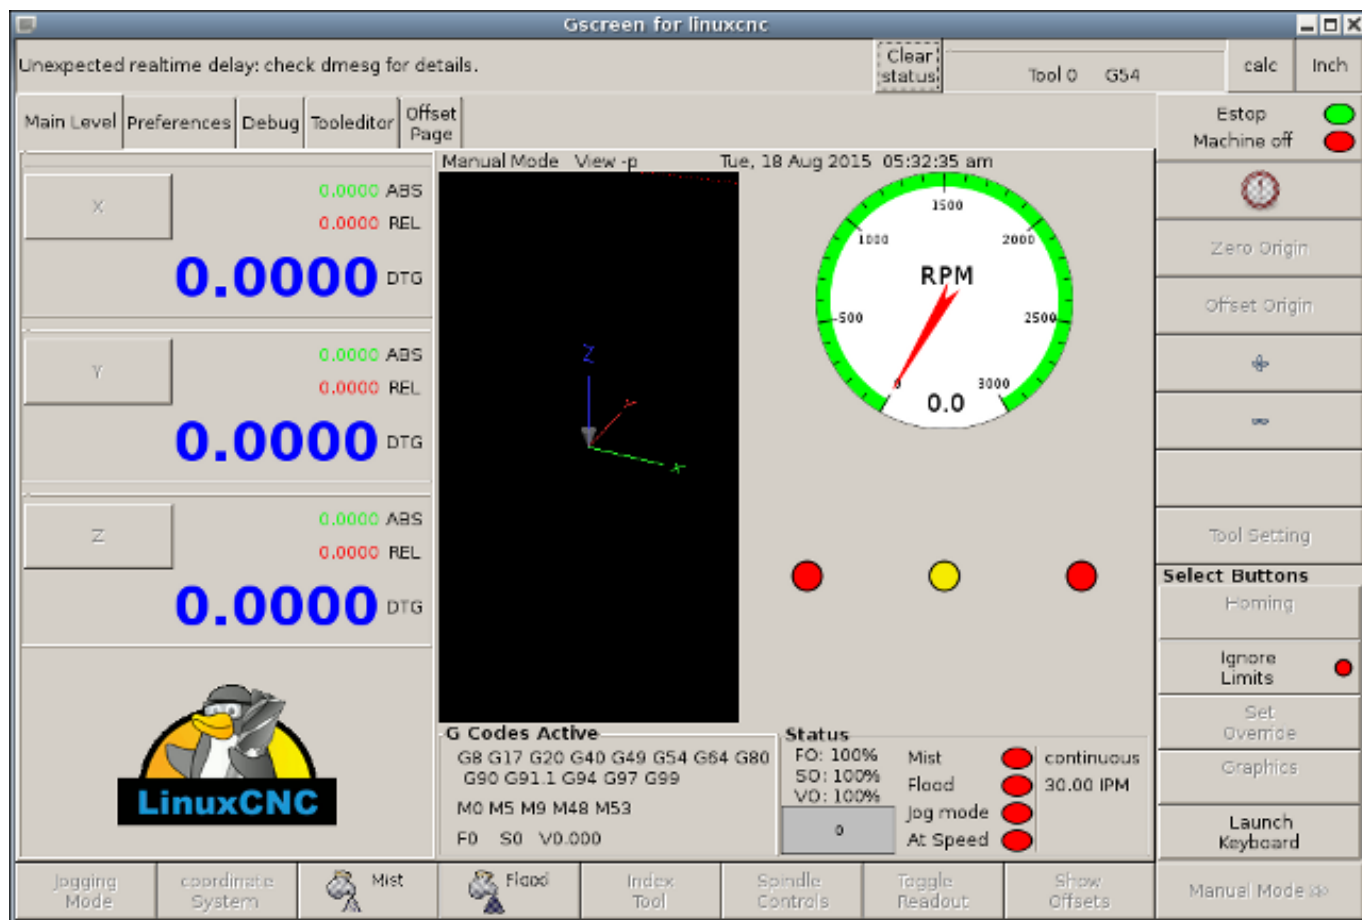 Gscreen for linuxcnc
Unexpected realtime delay: check dmesg for details.
Clear
status
Tool 0 G54
calc
Inch
Main Level
Preferences
Debug
Tooleditor
Offset
Page
Estop
Machine off
Manual Mode View -p Tue, 18 Aug 2015 05:32:35 am
X
0.0000 ABS
0.0000 REL
0.0000 DTG
Y
0.0000 ABS
0.0000 REL
0.0000 DTG
Z
0.0000 ABS
0.0000 REL
0.0000 DTG
LinuxCNC
Z
Y
X
1500
1000
2000
RPM
500
2500
0
3000
0.0
Zero Origin
Offset Origin
Tool Setting
Select Buttons
Homing
Ignore
Limits
Set
Override
Graphics
Launch
Keyboard
G Codes Active
G8 G17 G20 G40 G49 G54 G64 G80
G90 G91.1 G94 G97 G99
M0 M5 M9 M48 M53
F0 S0 V0.000
Status
FO: 100%
SO: 100%
VO: 100%
0
Mist
Flood
Jog mode
At Speed
continuous
30.00 IPM
Jogging
Mode
coordinate
System
Mist
Flood
Index
Tool
Spindle
Controls
Toggle
Readout
Show
Offsets
Manual Mode